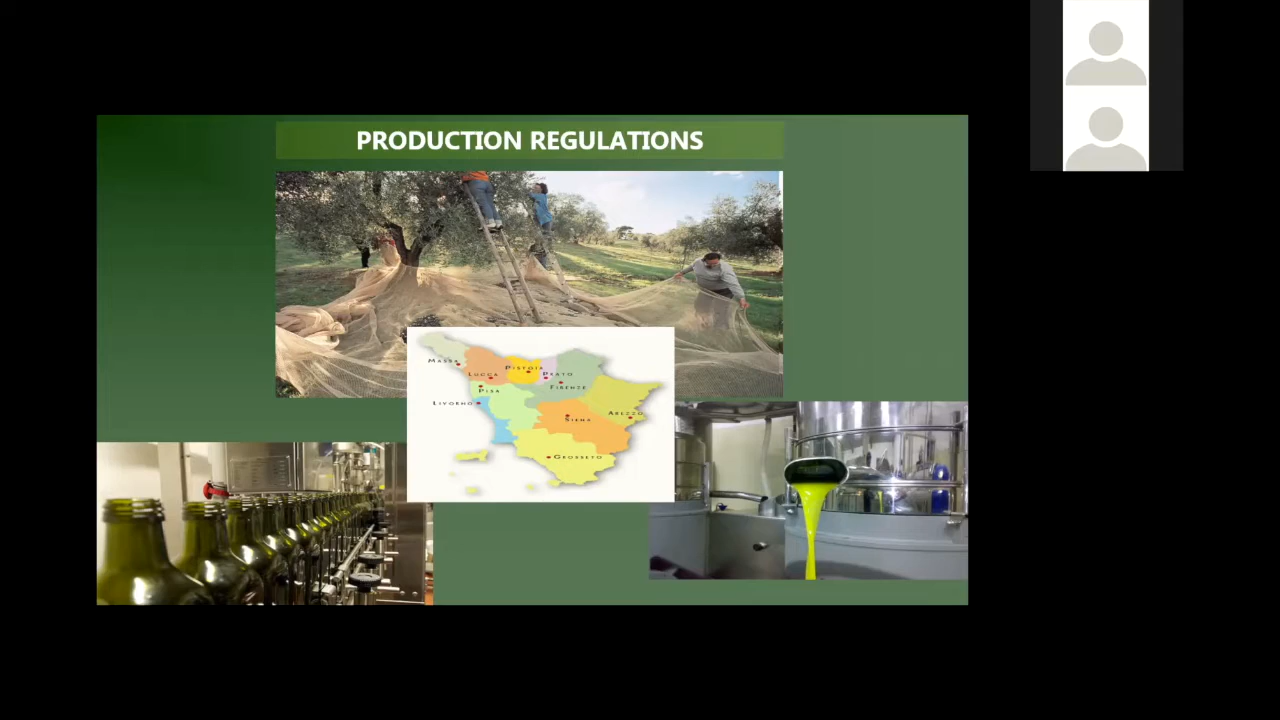 PRODUCTION REGULATIONS
MASSA
LUCCA
PISTOIA
PRATO
FIRENZE
PISA
LIVORNO
AREZZO
SIENA
GROSSETO